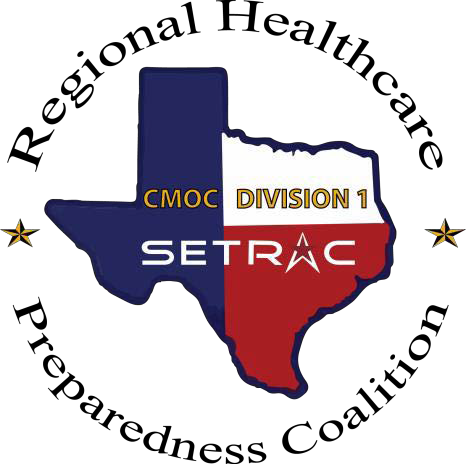 Regional Healthcare
CMOC DIVISION 1
SETRAC
Preparedness Coalition